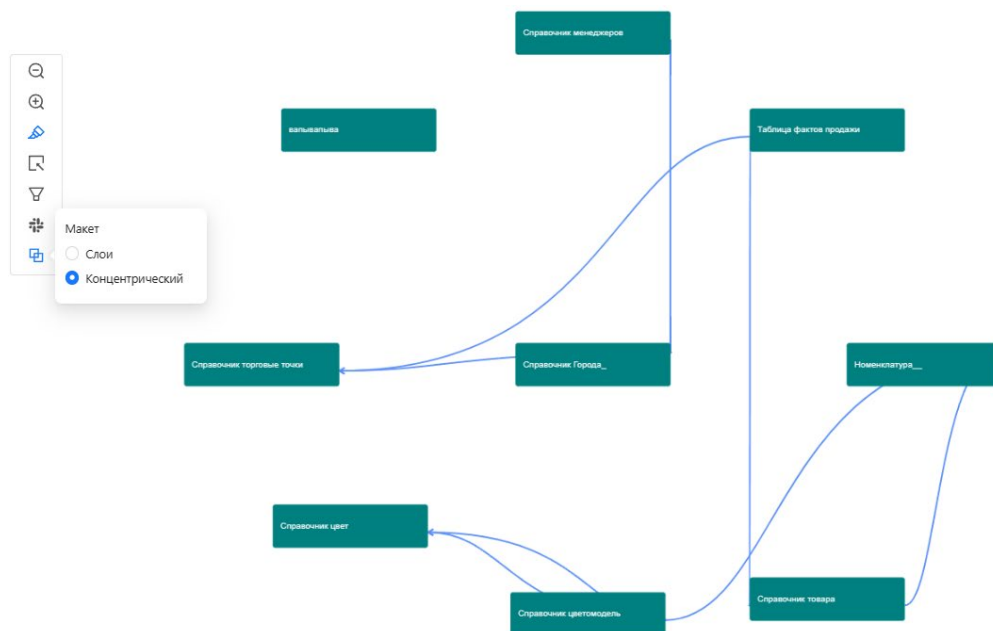 Справочник менеджеров
вапывапыва
Таблица фактов продажи
Макет
Слои
Концентрический
Справочник торговые точки
Справочник Города_
Номенклатура__
Справочник цвет
Справочник цветомодель
Справочник товара